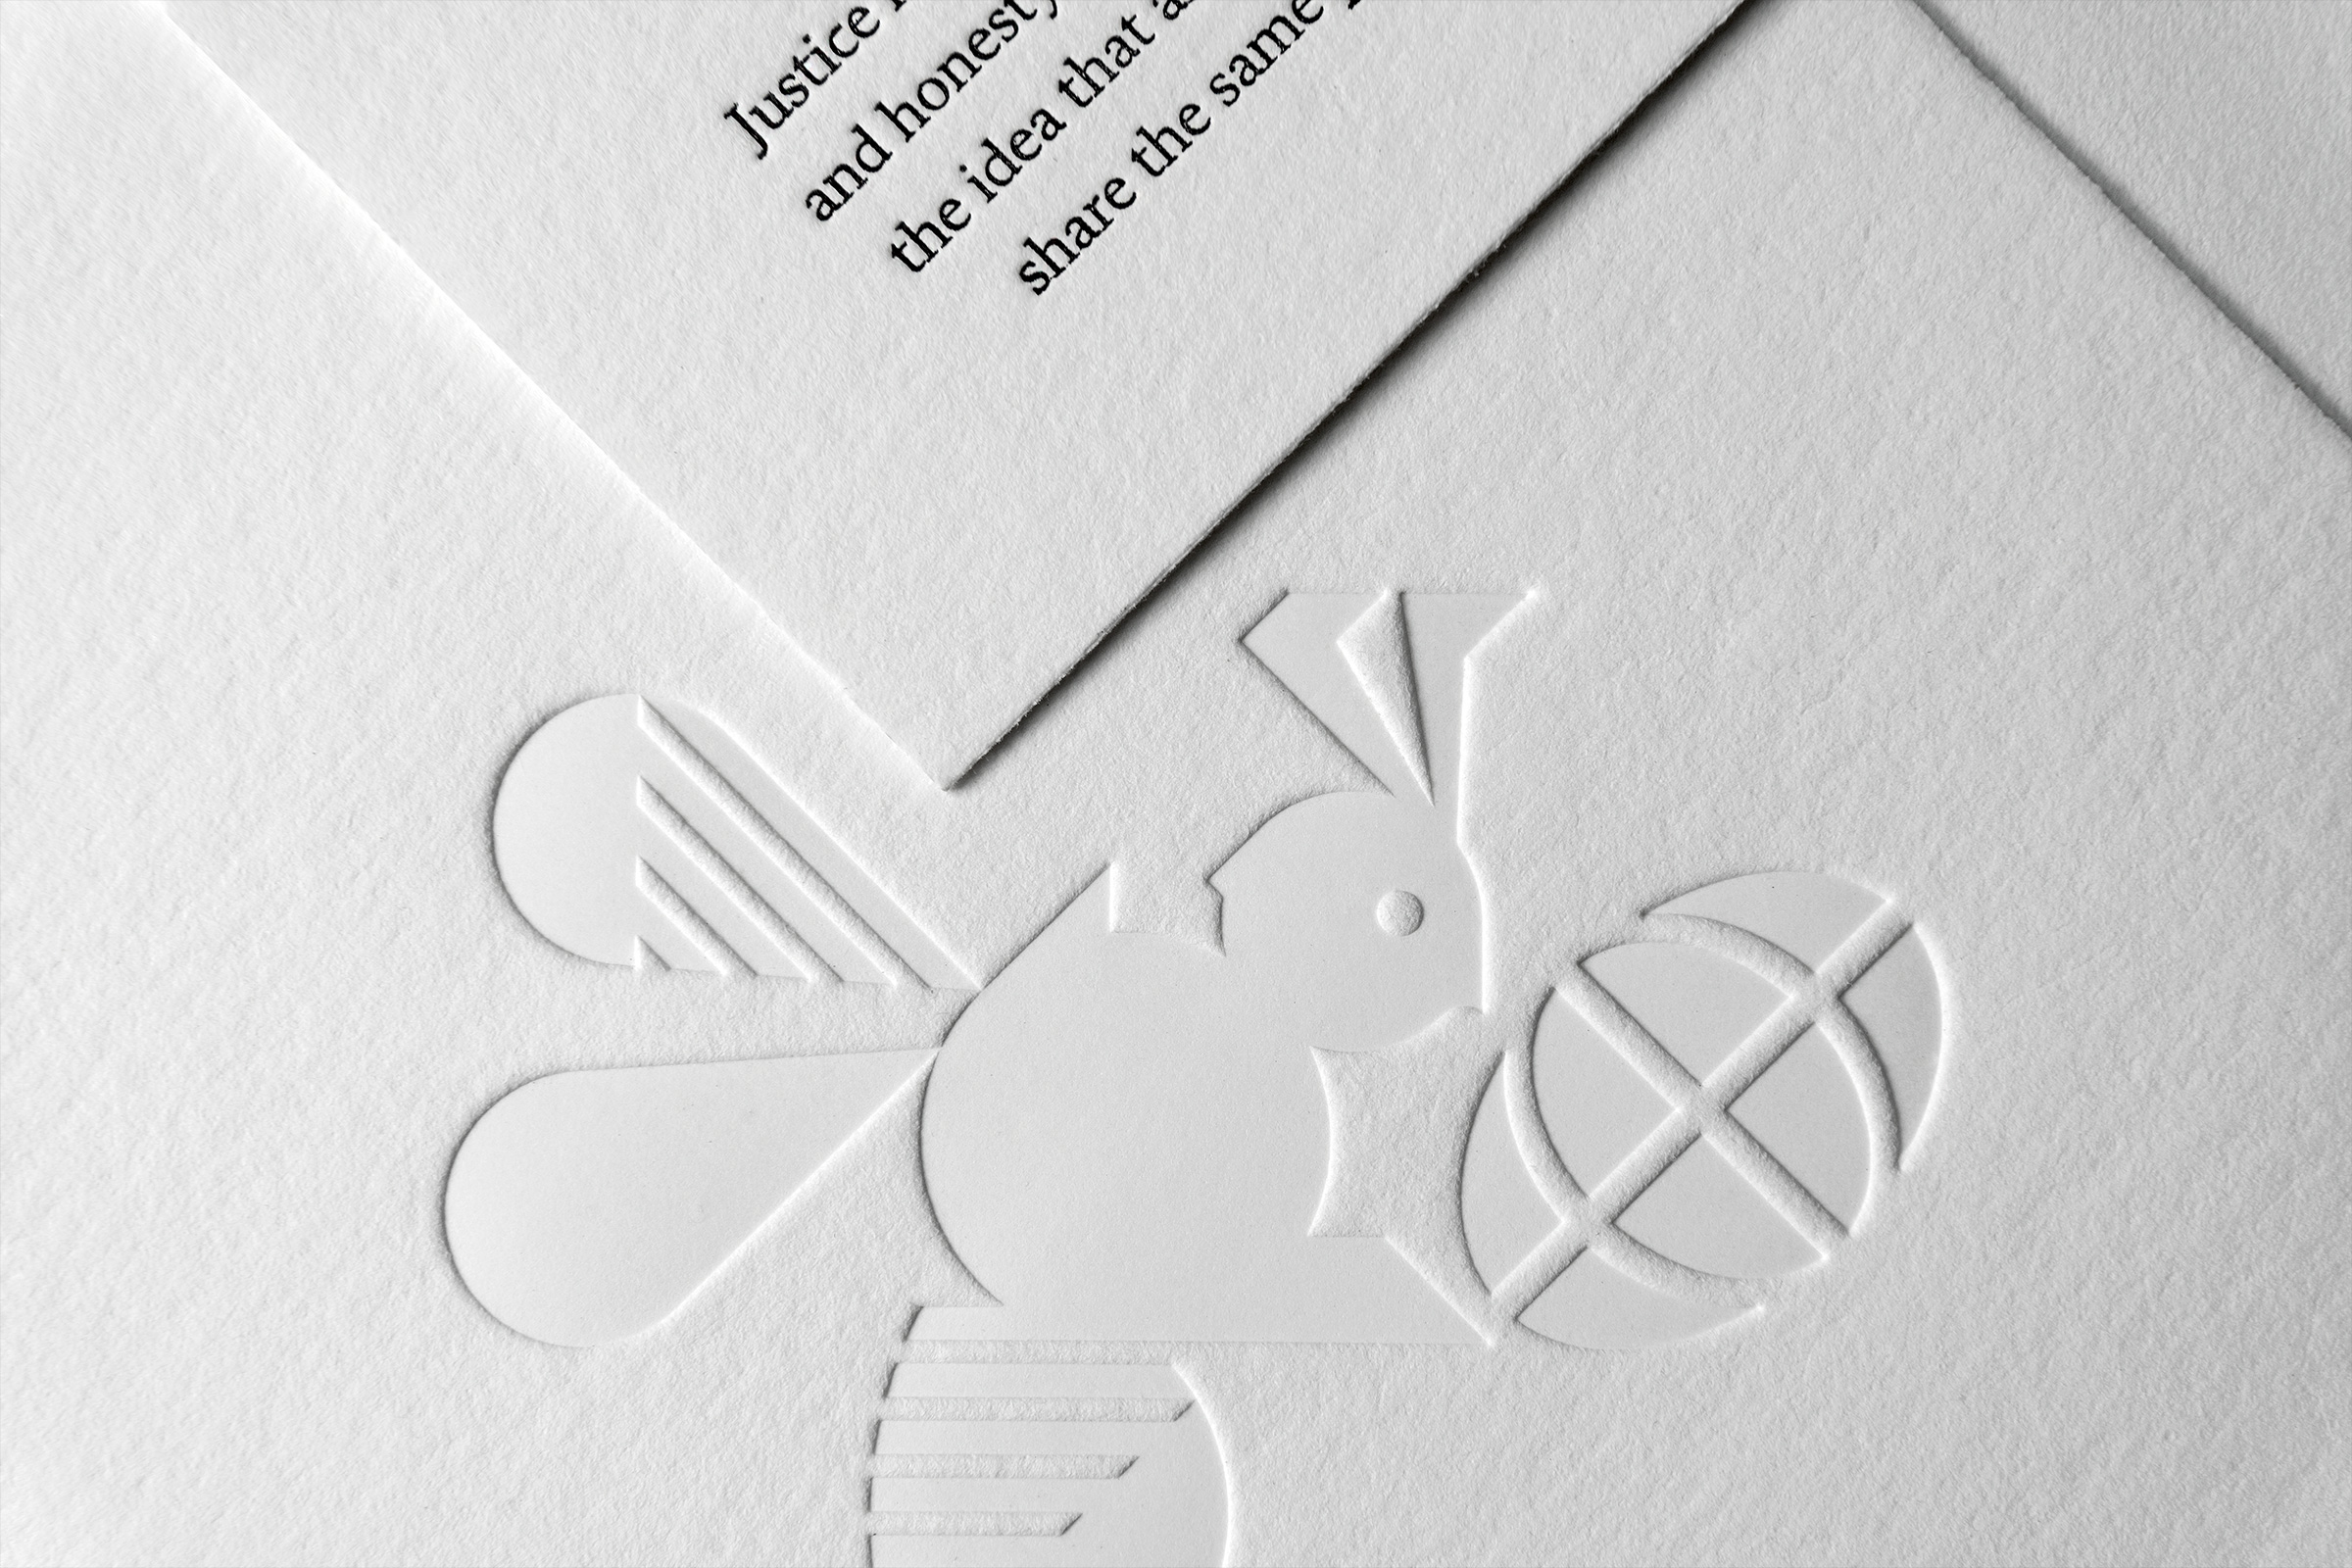 Justice
and honesty
the idea that
share the same